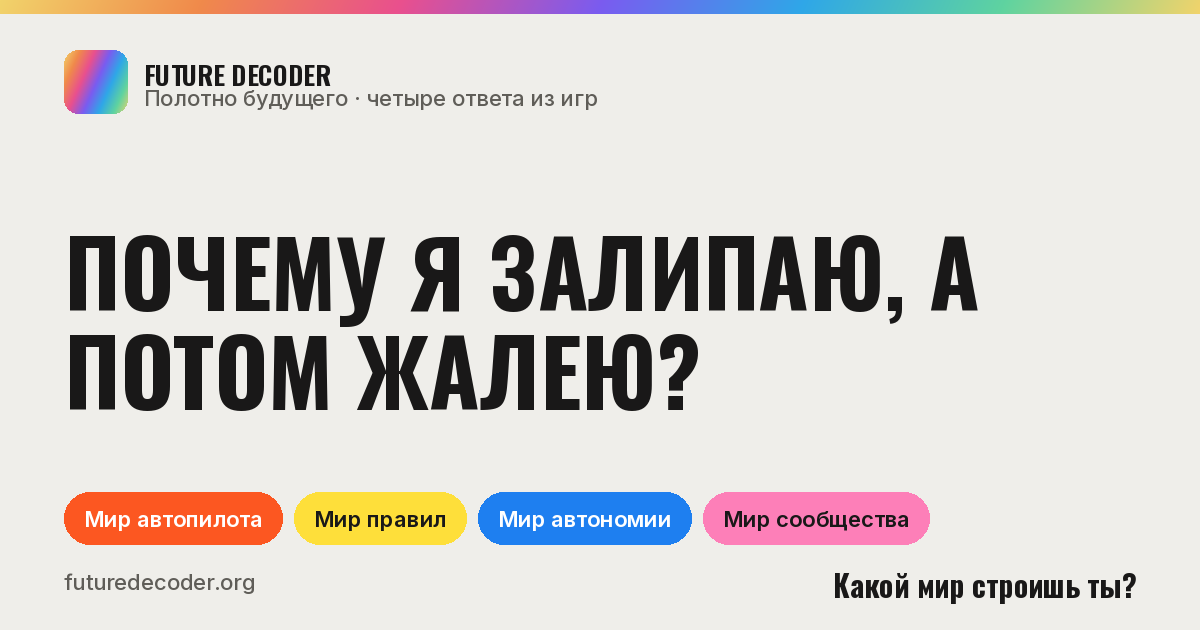 FUTURE DECODER
Полотно будущего · четыре ответа из игр
ПОЧЕМУ Я ЗАЛИПАЮ, А
ПОТОМ ЖАЛЕЮ?
Мир автопилота
Мир правил
Мир автономии
Мир сообщества
futuredecoder.org
Какой мир строишь ты?